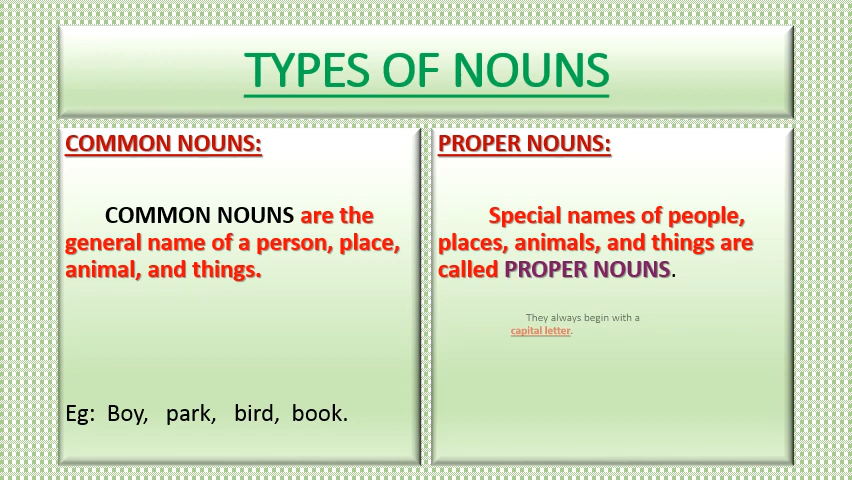 TYPES OF NOUNS
COMMON NOUNS:
COMMON NOUNS are the
general name of a person, place,
animal, and things.
Eg: Boy, park, bird, book.
PROPER NOUNS:
Special names of people,
places, animals, and things are
called PROPER NOUNS.
They always begin with a
capital letter.